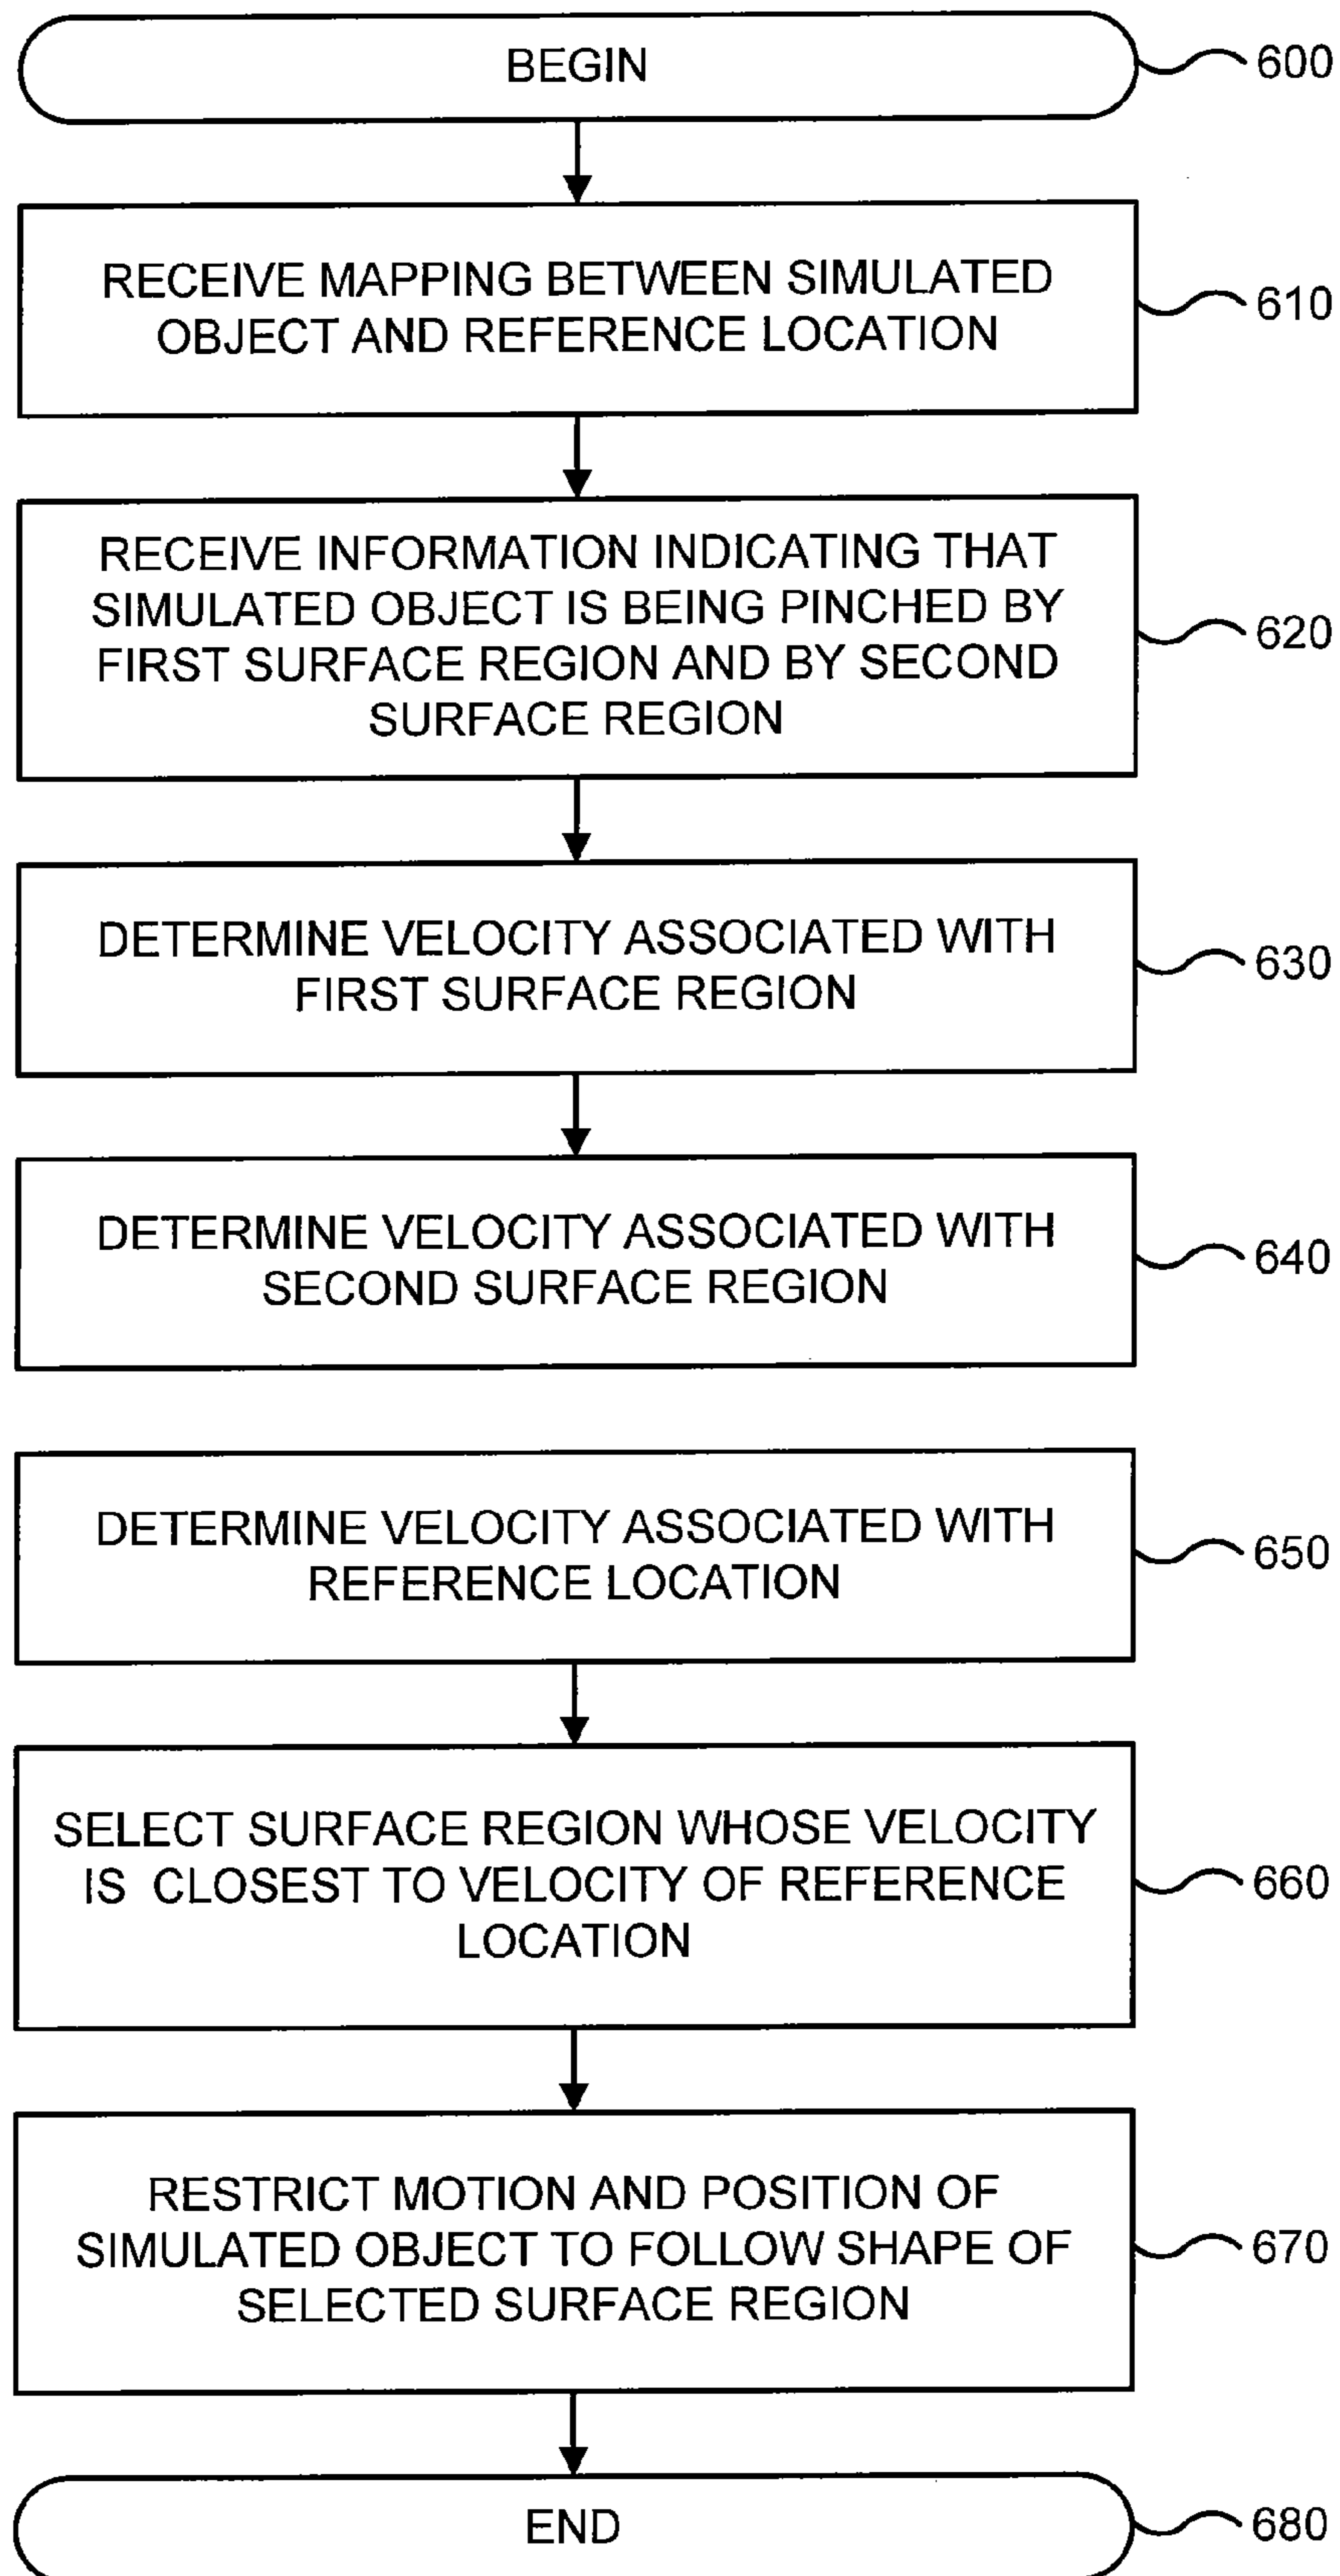 BEGIN
600
RECEIVE MAPPING BETWEEN SIMULATED
OBJECT AND REFERENCE LOCATION
610
RECEIVE INFORMATION INDICATING THAT
SIMULATED OBJECT IS BEING PINCHED BY
FIRST SURFACE REGION AND BY SECOND
SURFACE REGION
620
DETERMINE VELOCITY ASSOCIATED WITH
FIRST SURFACE REGION
630
DETERMINE VELOCITY ASSOCIATED WITH
SECOND SURFACE REGION
640
DETERMINE VELOCITY ASSOCIATED WITH
REFERENCE LOCATION
650
SELECT SURFACE REGION WHOSE VELOCITY
IS CLOSEST TO VELOCITY OF REFERENCE
LOCATION
660
RESTRICT MOTION AND POSITION OF
SIMULATED OBJECT TO FOLLOW SHAPE OF
SELECTED SURFACE REGION
670
END
680